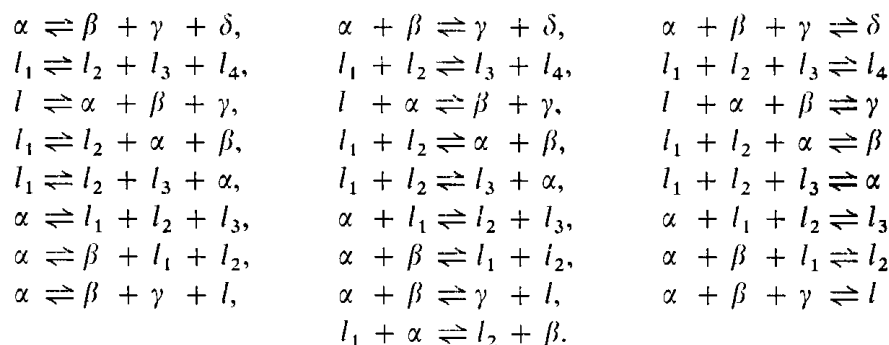 α ⇌ β + γ + δ, α + β ⇌ γ + δ, α + β + γ ⇌ δ
l₁ ⇌ l₂ + l₃ + l₄, l₁ + l₂ ⇌ l₃ + l₄, l₁ + l₂ + l₃ ⇌ l₄
l ⇌ α + β + γ, l + α ⇌ β + γ, l + α + β ⇌ γ
l₁ ⇌ l₂ + α + β, l₁ + l₂ ⇌ α + β, l₁ + l₂ + α ⇌ β
l₁ ⇌ l₂ + l₃ + α, l₁ + l₂ ⇌ l₃ + α, l₁ + l₂ + l₃ ⇌ α
α ⇌ l₁ + l₂ + l₃, α + l₁ ⇌ l₂ + l₃, α + l₁ + l₂ ⇌ l₃
α ⇌ β + l₁ + l₂, α + β ⇌ l₁ + l₂, α + β + l₁ ⇌ l₂
α ⇌ β + γ + l, α + β ⇌ γ + l, α + β + γ ⇌ l
l₁ + α ⇌ l₂ + β.